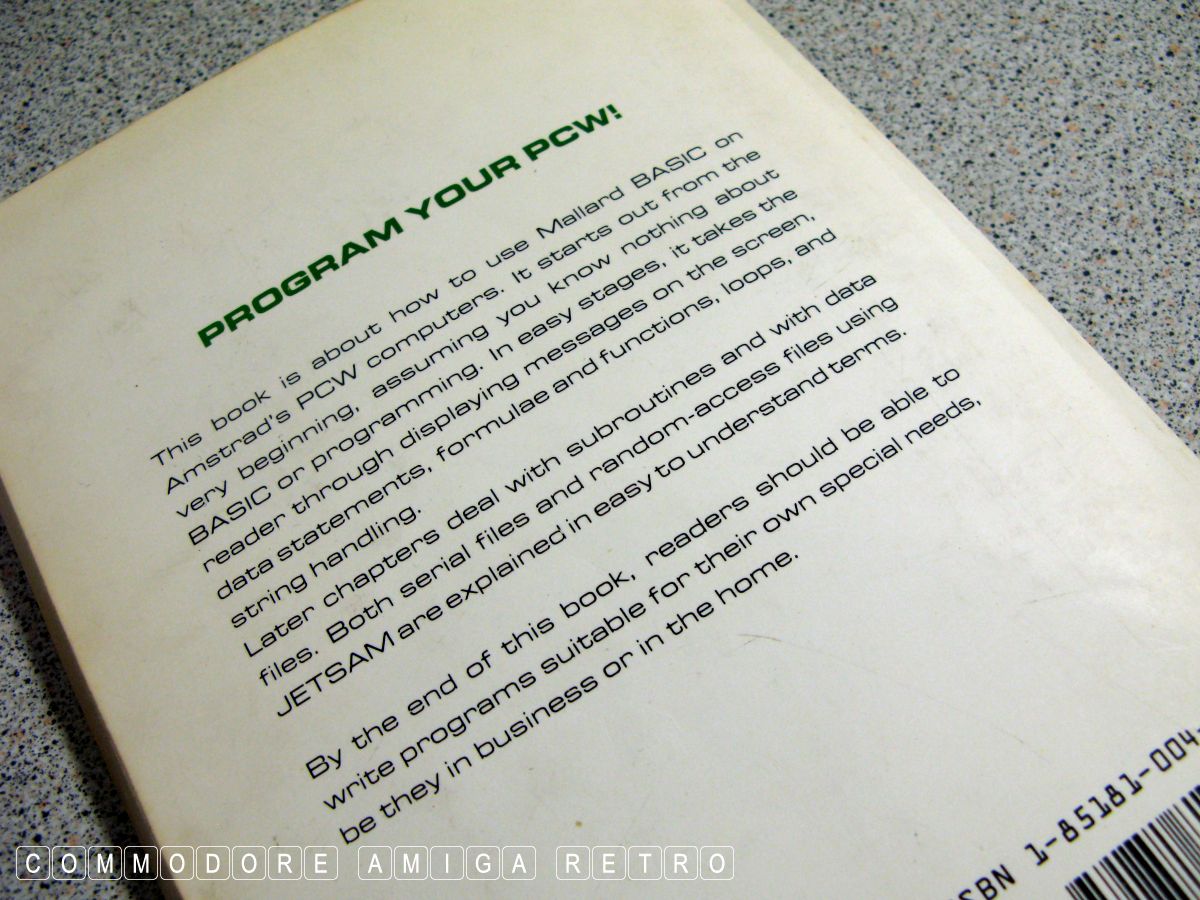 PROGRAM YOUR PCW!
This book is about how to use Mallard BASIC on
Amstrad's PCW computers. It starts out from the
very beginning, assuming you know nothing about
BASIC or programming. In easy stages, it takes the
reader through displaying messages on the screen,
data statements, formulae and functions, loops, and
string handling.
Later chapters deal with subroutines and with data
files. Both serial files and random-access files using
JETSAM are explained in easy to understand terms.
By the end of this book, readers should be able to
write programs suitable for their own special needs,
be they in business or in the home.
ISBN 1-85181-004-
COMMODORE AMIGA RETRO